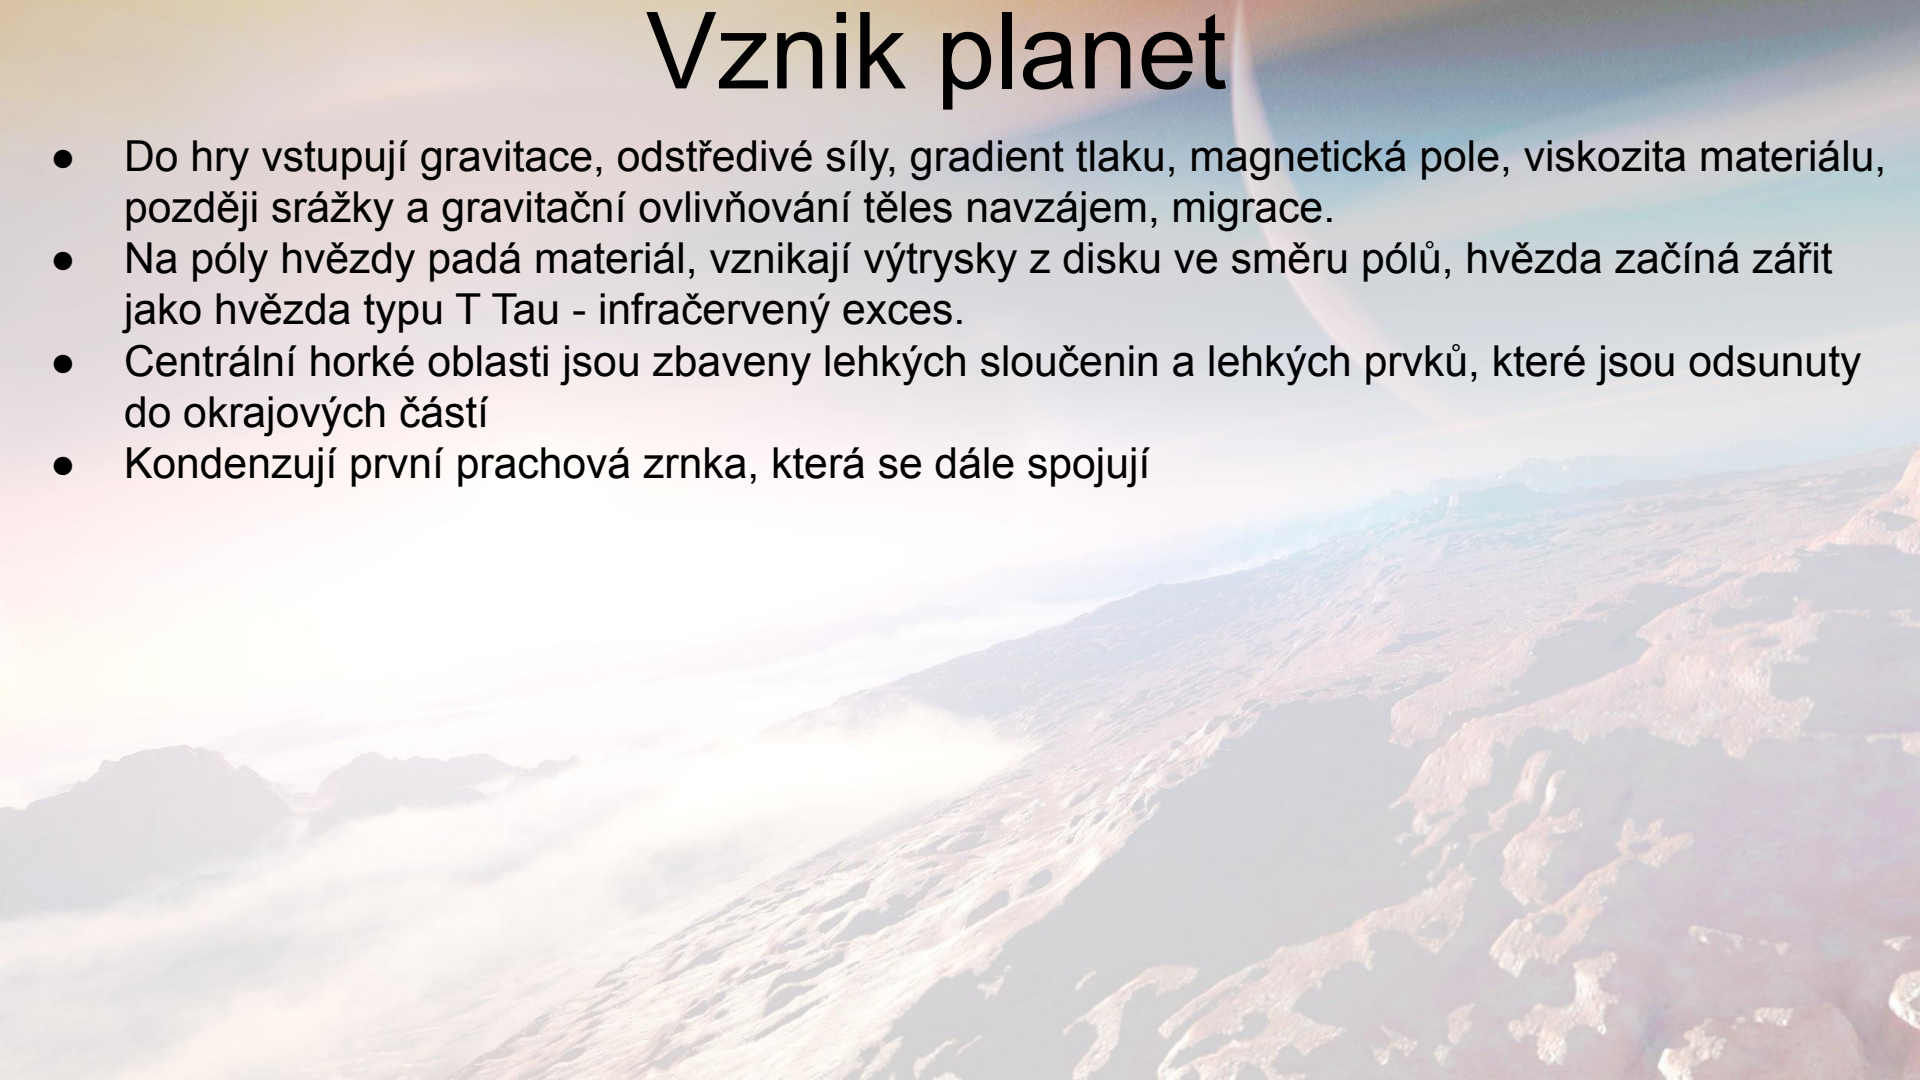 Vznik planet
● Do hry vstupují gravitace, odstředivé síly, gradient tlaku, magnetická pole, viskozita materiálu,
později srážky a gravitační ovlivňování těles navzájem, migrace.
● Na póly hvězdy padá materiál, vznikají výtrysky z disku ve směru pólů, hvězda začíná zářit
jako hvězda typu T Tau - infračervený exces.
● Centrální horké oblasti jsou zbaveny lehkých sloučenin a lehkých prvků, které jsou odsunuty
do okrajových částí
● Kondenzují první prachová zrnka, která se dále spojují